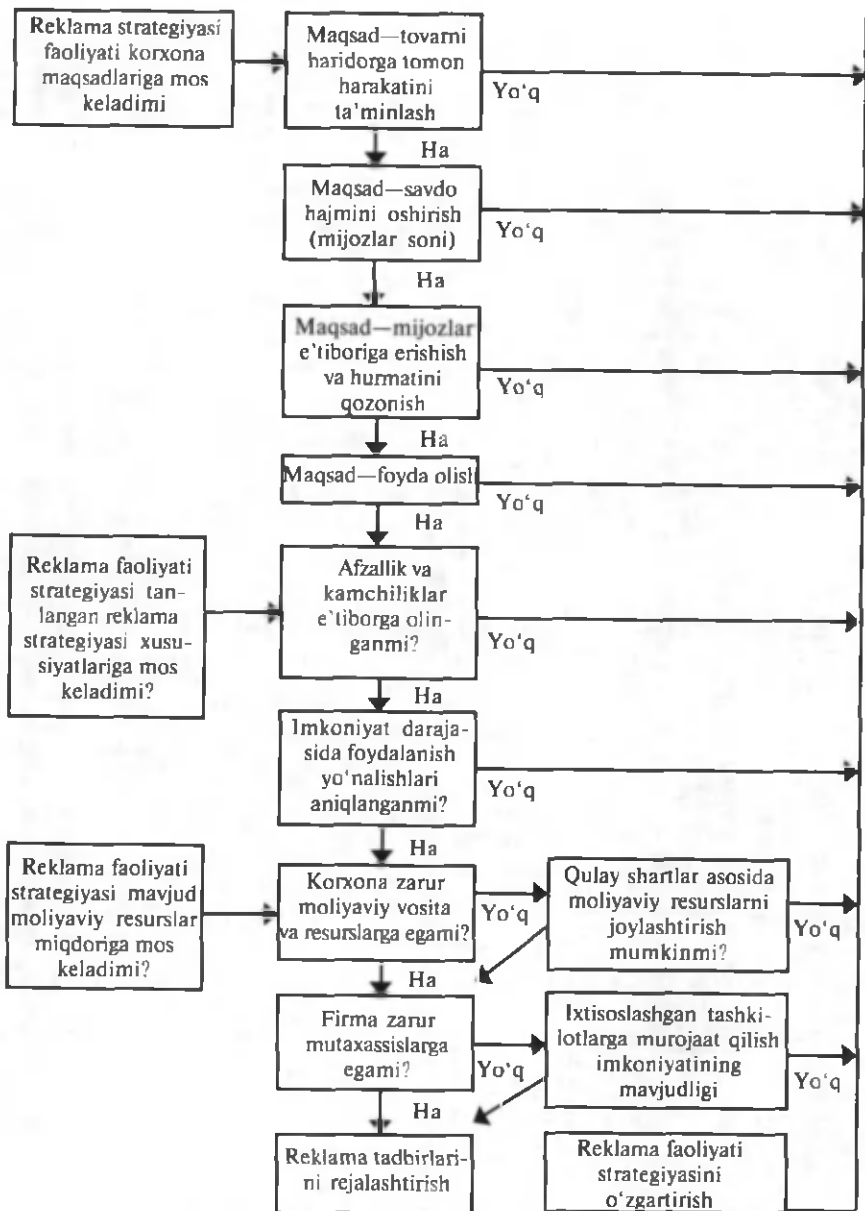 Reklama strategiyasi
faoliyati korxona
maqsadlariga mos
keladimi
Maqsad—tovarni
haridorga tomon
harakatini
ta'minlash
Yo‘q
Ha
Maqsad—savdo
hajmini oshirish
(mijozlar soni)
Yo‘q
Ha
Maqsad—mijozlar
e'tiboriga erishish
va hurmatini
qozonish
Yo‘q
Ha
Maqsad—foyda olish
Yo‘q
Ha
Reklama faoliyati
strategiyasi tan-
langan reklama
strategiyasi xusu-
siyatlariga mos
keladimi?
Afzallik va
kamchiliklar
e'tiborga olin-
ganmi?
Yo‘q
Ha
Imkoniyat daraja-
sida foydalanish
yo‘nalishlari
aniqlanganmi?
Yo‘q
Ha
Reklama faoliyati
strategiyasi mavjud
moliyaviy resurslar
miqdoriga mos
keladimi?
Korxona zarur
moliyaviy vosita
va resurslarga egami?
Yo‘q
Qulay shartlar asosida
moliyaviy resurslarni
joylashtirish
mumkinmi?
Yo‘q
Ha
Firma zarur
mutaxassislarga
egami?
Yo‘q
Ixtisoslashgan tashki-
lotlarga murojaat qilish
imkoniyatining
mavjudligi
Yo‘q
Ha
Reklama tadbirlari-
ni rejalashtirish
Reklama faoliyati
strategiyasini
o‘zgartirish